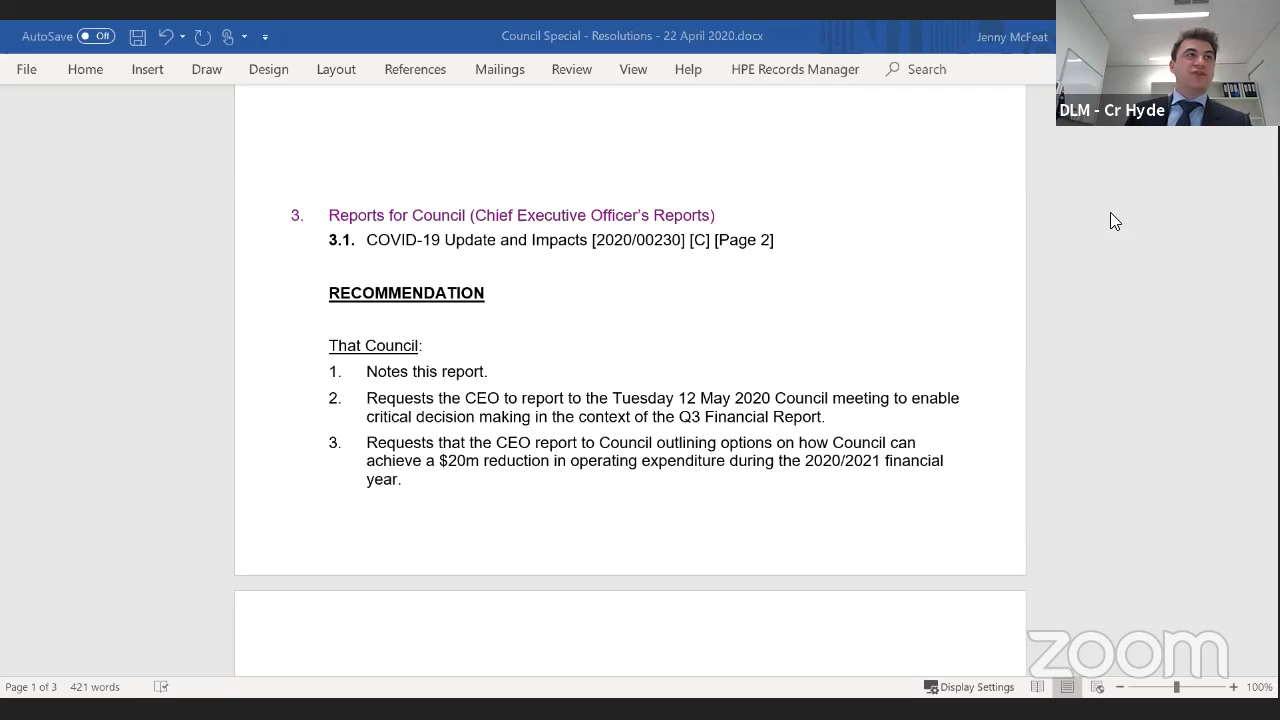 AutoSave Off
Council Special - Resolutions - 22 April 2020.docx
Jenny McFeat
File Home Insert Draw Design Layout References Mailings Review View Help HPE Records Manager Search
DLM - Cr Hyde
3. Reports for Council (Chief Executive Officer's Reports)
3.1. COVID-19 Update and Impacts [2020/00230] [C] [Page 2]
RECOMMENDATION
That Council:
1. Notes this report.
2. Requests the CEO to report to the Tuesday 12 May 2020 Council meeting to enable
critical decision making in the context of the Q3 Financial Report.
3. Requests that the CEO report to Council outlining options on how Council can
achieve a $20m reduction in operating expenditure during the 2020/2021 financial
year.
zoom
Page 1 of 3 421 words
Display Settings
100%